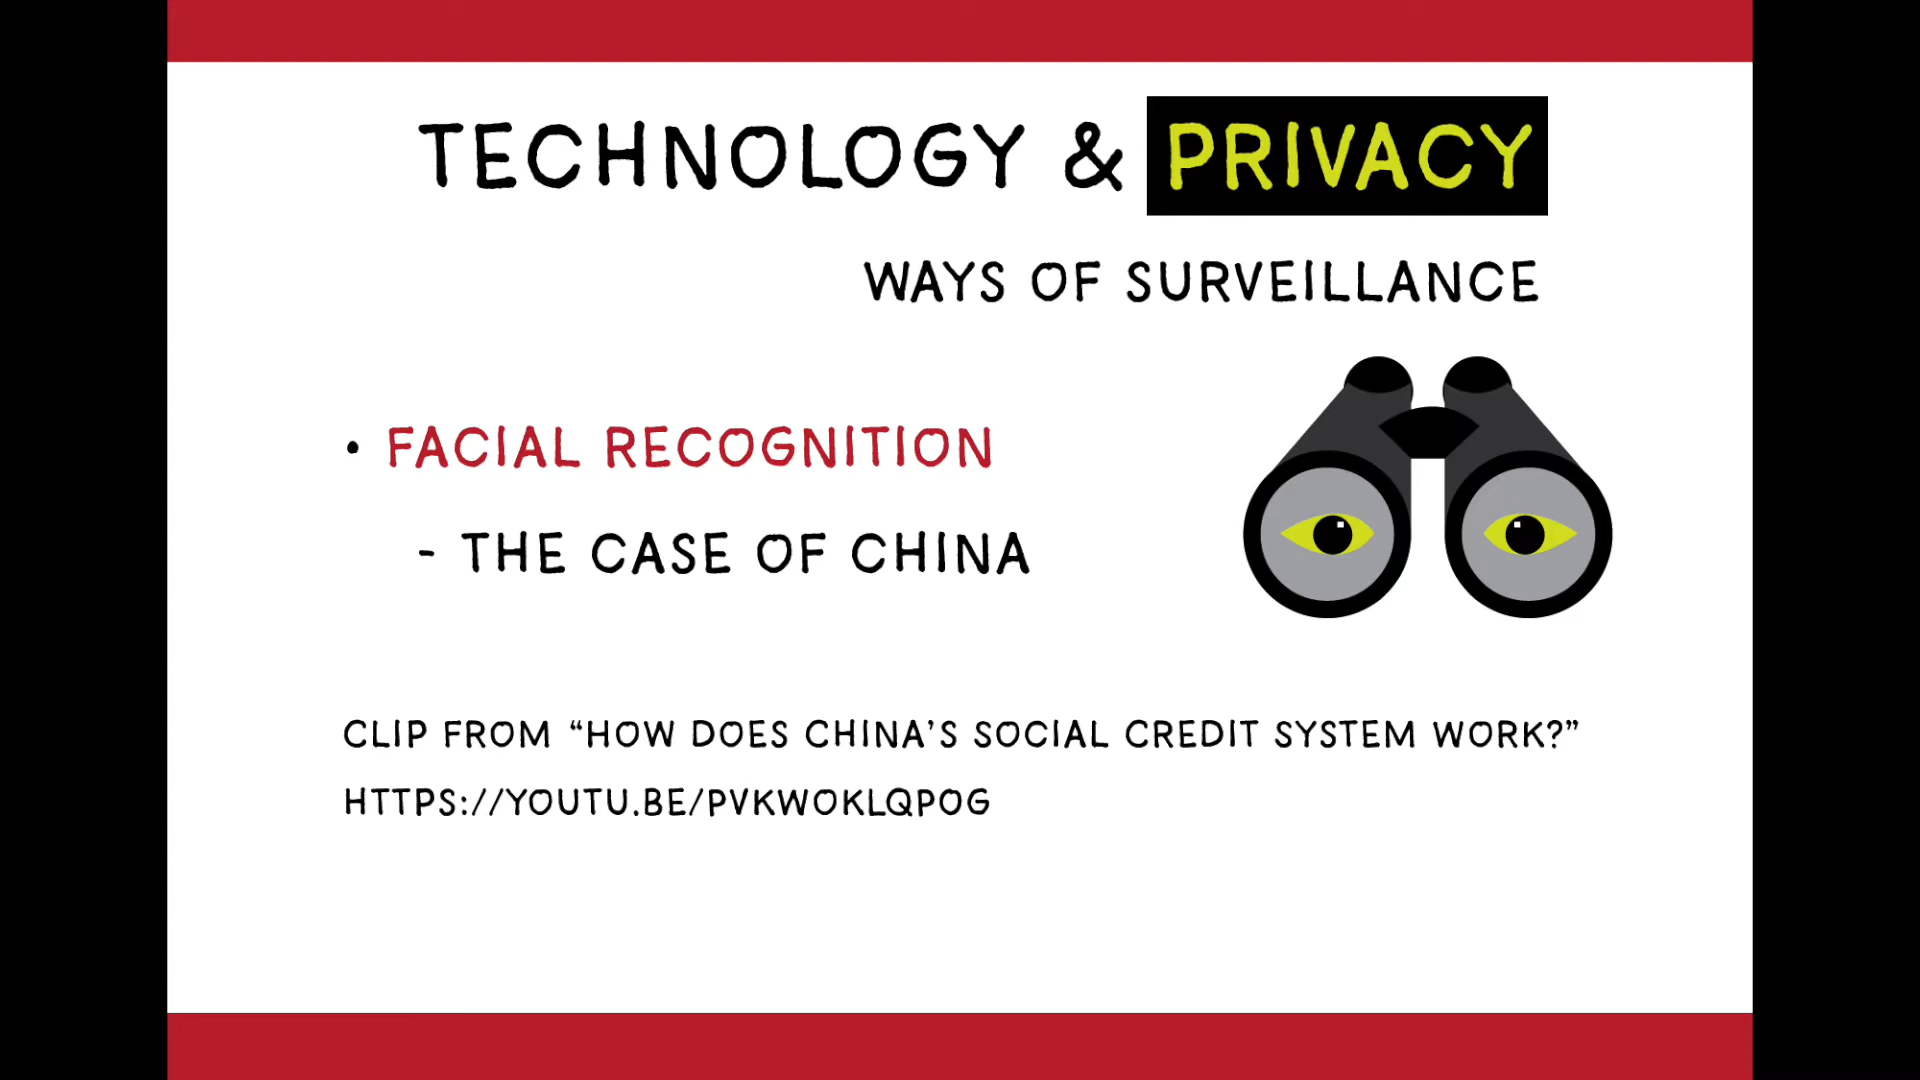 TECHNOLOGY & PRIVACY
WAYS OF SURVEILLANCE
• FACIAL RECOGNITION
- THE CASE OF CHINA
CLIP FROM “HOW DOES CHINA’S SOCIAL CREDIT SYSTEM WORK?”
HTTPS://YOUTU.BE/PVKWOKLQPOG